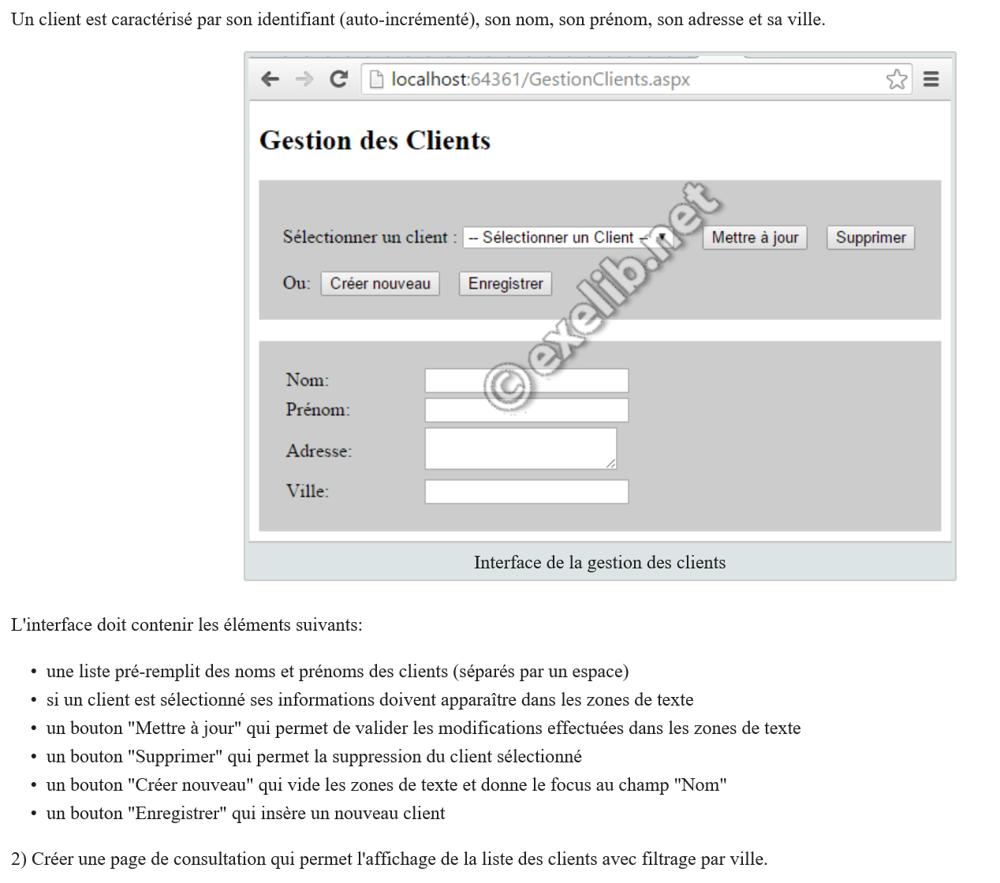 Un client est caractérisé par son identifiant (auto-incrémenté), son nom, son prénom, son adresse et sa ville.
localhost:64361/GestionClients.aspx
Gestion des Clients
Sélectionner un client : -- Sélectionner un Client -- Mettre à jour Supprimer
Ou: Créer nouveau Enregistrer
© exelib.net
Nom:
Prénom:
Adresse:
Ville:
Interface de la gestion des clients
L'interface doit contenir les éléments suivants:
• une liste pré-remplit des noms et prénoms des clients (séparés par un espace)
• si un client est sélectionné ses informations doivent apparaître dans les zones de texte
• un bouton "Mettre à jour" qui permet de valider les modifications effectuées dans les zones de texte
• un bouton "Supprimer" qui permet la suppression du client sélectionné
• un bouton "Créer nouveau" qui vide les zones de texte et donne le focus au champ "Nom"
• un bouton "Enregistrer" qui insère un nouveau client
2) Créer une page de consultation qui permet l'affichage de la liste des clients avec filtrage par ville.